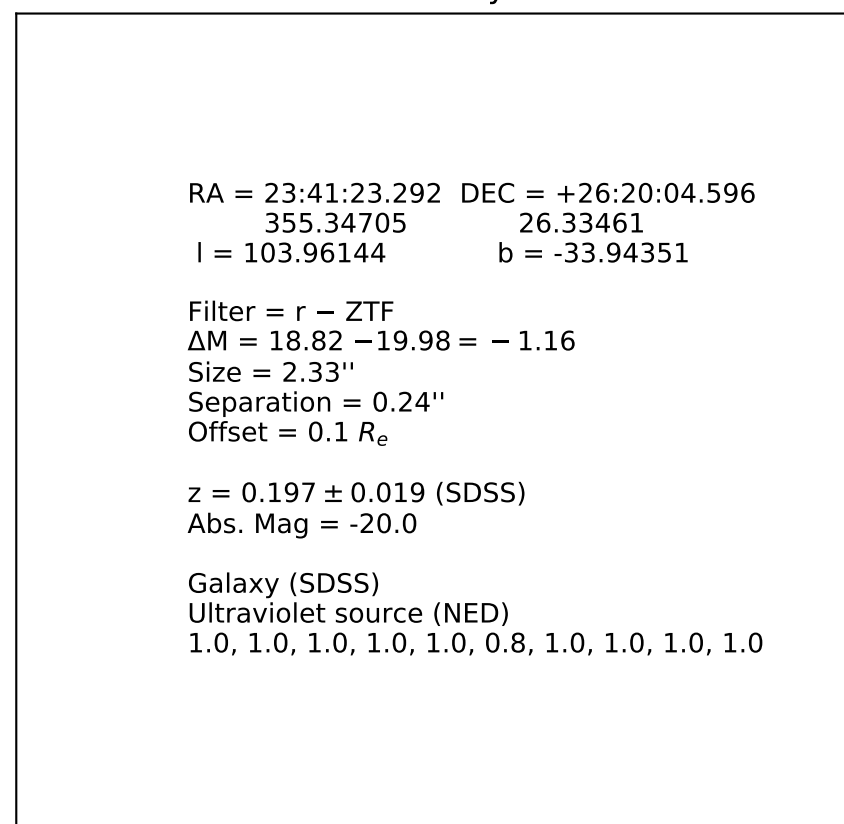 RA = 23:41:23.292  DEC = +26:20:04.596
355.34705 26.33461
l = 103.96144 b = -33.94351
Filter = r − ZTF
ΔM = 18.82 −19.98 = − 1.16
Size = 2.33''
Separation = 0.24''
Offset = 0.1 Re
z = 0.197 ± 0.019 (SDSS)
Abs. Mag = -20.0
Galaxy (SDSS)
Ultraviolet source (NED)
1.0, 1.0, 1.0, 1.0, 1.0, 0.8, 1.0, 1.0, 1.0, 1.0